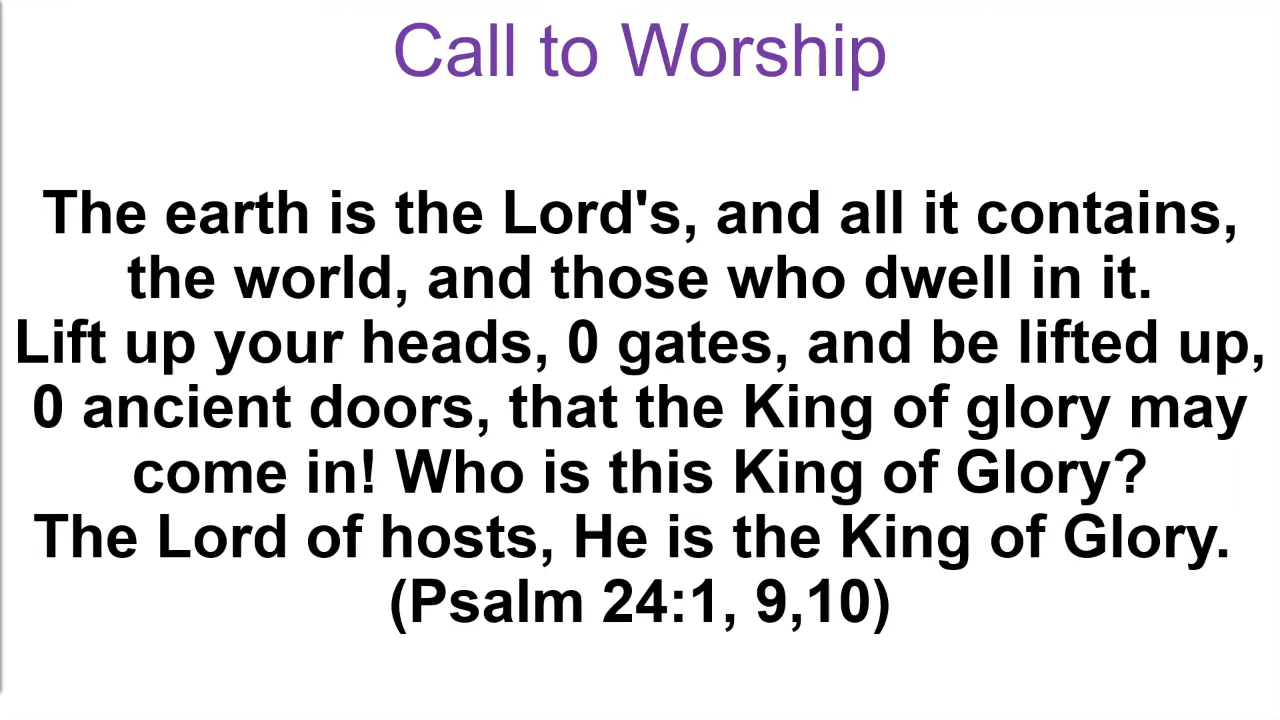 Call to Worship
The earth is the Lord's, and all it contains,
the world, and those who dwell in it.
Lift up your heads, 0 gates, and be lifted up,
0 ancient doors, that the King of glory may
come in! Who is this King of Glory?
The Lord of hosts, He is the King of Glory.
(Psalm 24:1, 9,10)